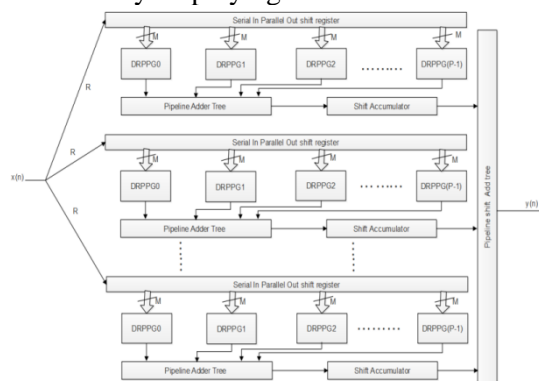 Serial In Parallel Out shift register
M M M M
DRPPG0 DRPPG1 DRPPG2 ......... DRPPG(P-1)
R
Pipeline Adder Tree Shift Accumulator
Serial In Parallel Out shift register
R
M M M M
DRPPG0 DRPPG1 DRPPG2 ......... DRPPG(P-1)
x(n)
R
Pipeline Adder Tree Shift Accumulator
Pipeline shift Add tree
y(n)
Serial In Parallel Out shift register
M M M M
DRPPG0 DRPPG1 DRPPG2 ......... DRPPG(P-1)
Pipeline Adder Tree Shift Accumulator